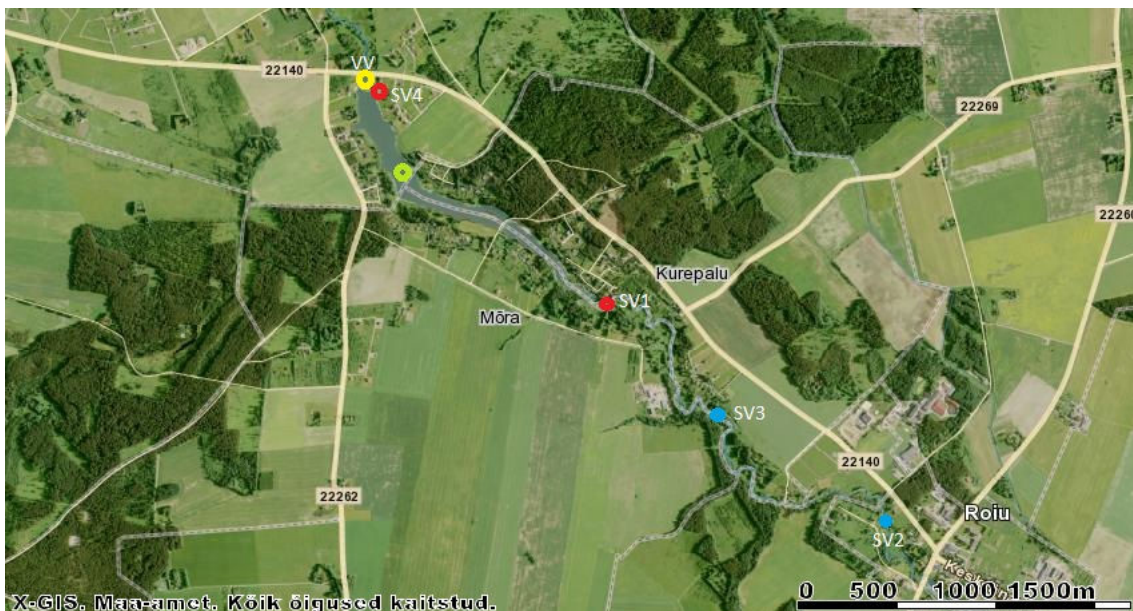 VV
22140
SV4
22269
22260
Kurepalu
SV1
Mõra
SV3
22140
22262
Roiu
SV2
X-GIS. Maa-amet. Kõik õigused kaitstud.
0 500 1000 1500m